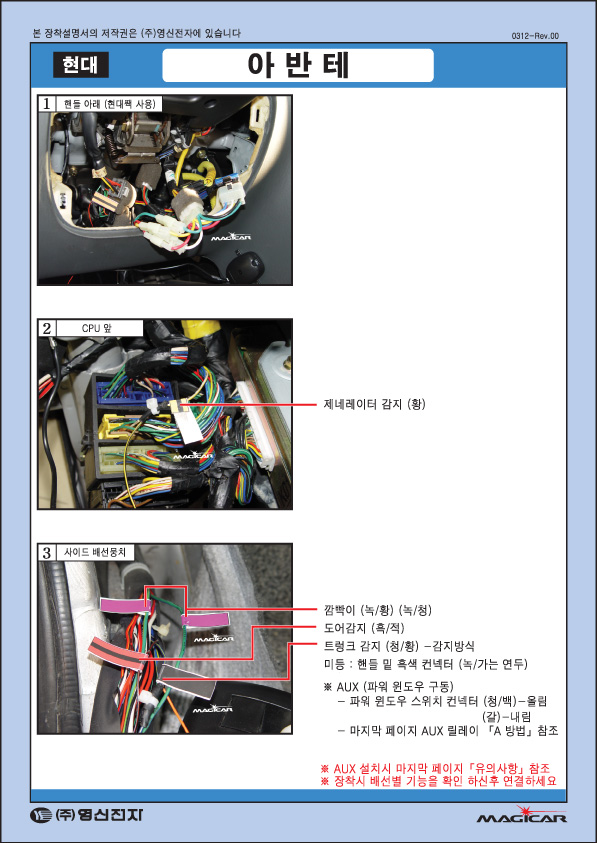 본 장착설명서의 저작권은 (주)영신전자에 있습니다
0312-Rev.00
현대
아 반 테
1 핸들 아래 (현대짹 사용)
MAGICAR
2 CPU 앞
제네레이터 감지 (황)
MAGICAR
3 사이드 배선뭉치
깜빡이 (녹/황) (녹/청)
도어감지 (흑/적)
MAGICAR
트렁크 감지 (청/황) -감지방식
미등 : 핸들 밑 흑색 컨넥터 (녹/가는 연두)
※ AUX (파워 윈도우 구동)
- 파워 윈도우 스위치 컨넥터 (청/백)-올림
(갈)-내림
MAGICAR
- 마지막 페이지 AUX 릴레이 「A 방법」참조
※ AUX 설치시 마지막 페이지「유의사항」참조
※ 장착시 배선별 기능을 확인 하신후 연결하세요
(주)영신전자
MAGICAR